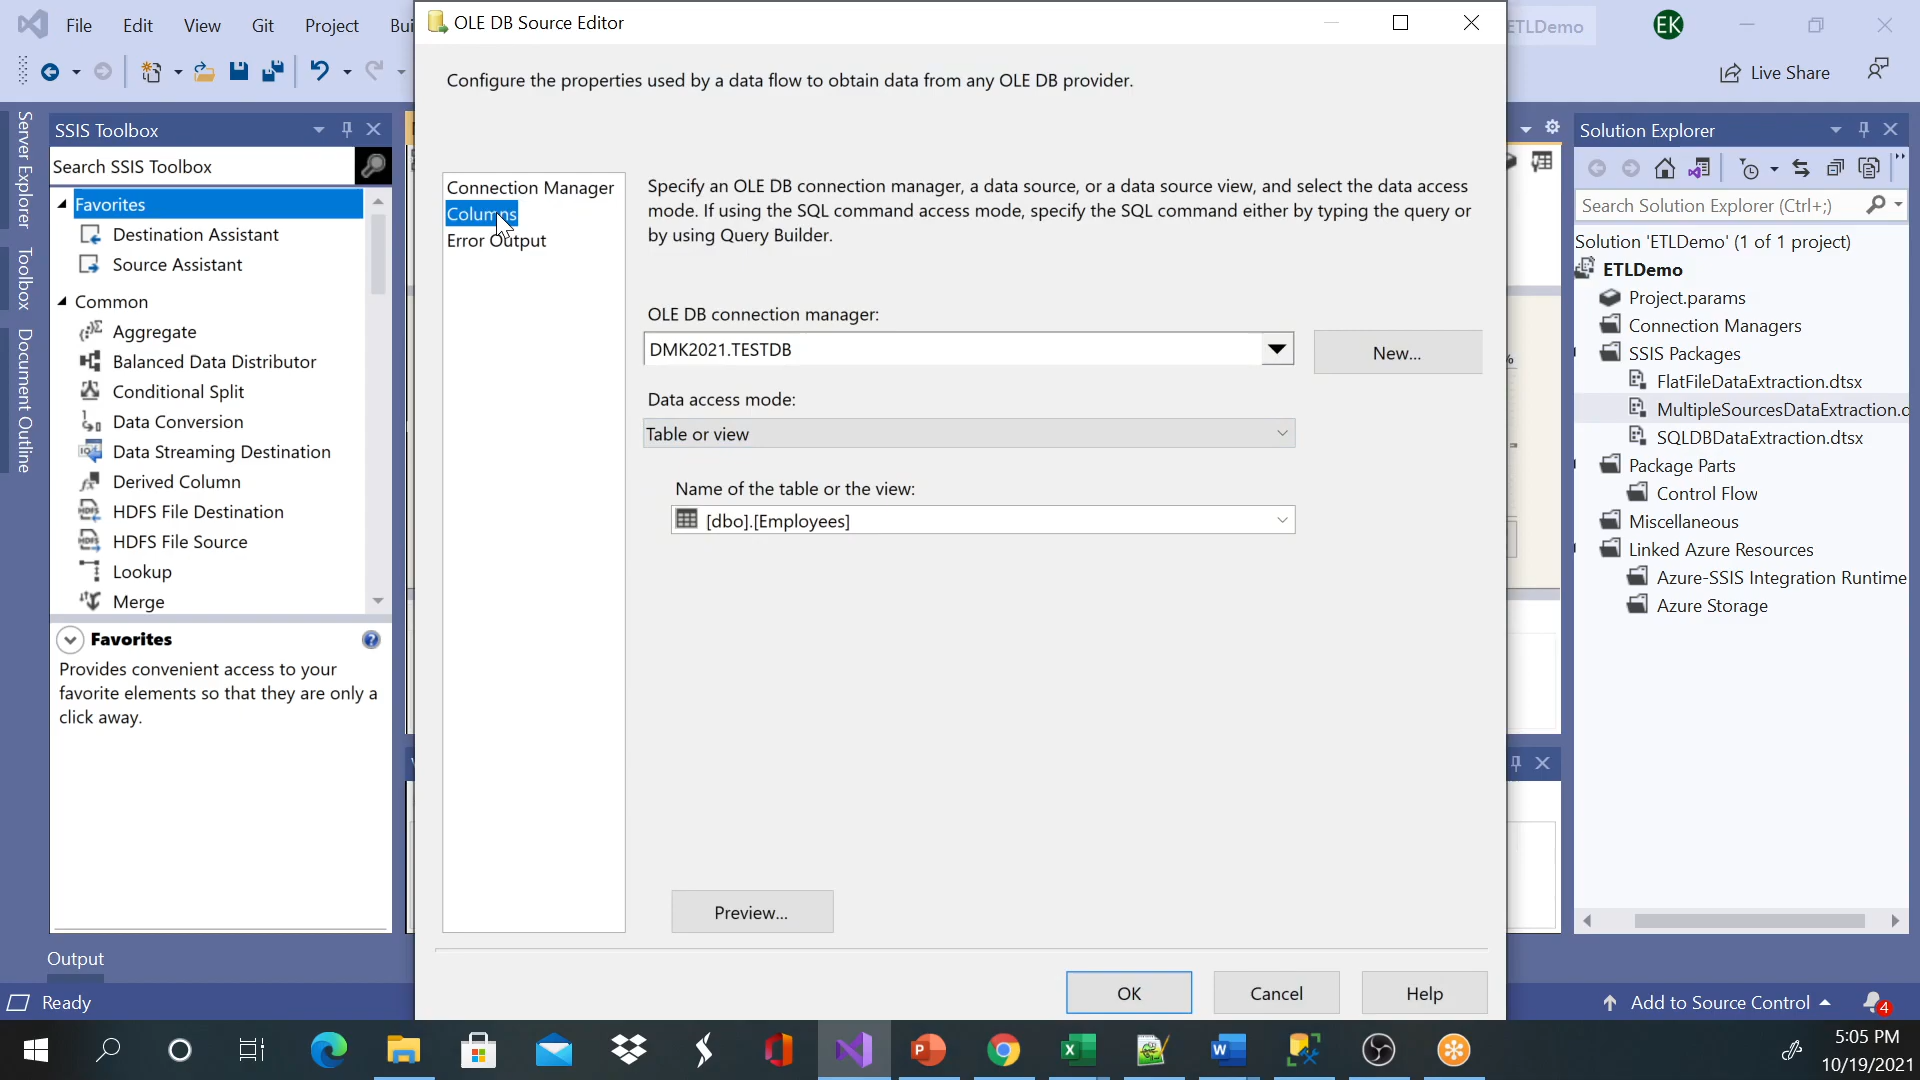 File Edit View Git Project
OLE DB Source Editor
ETLDemo
EK
Live Share
Configure the properties used by a data flow to obtain data from any OLE DB provider.
Server Explorer
Toolbox
Document Outline
SSIS Toolbox
Search SSIS Toolbox
Favorites
Destination Assistant
Source Assistant
Common
Aggregate
Balanced Data Distributor
Conditional Split
Data Conversion
Data Streaming Destination
Derived Column
HDFS File Destination
HDFS File Source
Lookup
Merge
Favorites
Provides convenient access to your
favorite elements so that they are only a
click away.
Output
Ready
Connection Manager
Columns
Error Output
Specify an OLE DB connection manager, a data source, or a data source view, and select the data access
mode. If using the SQL command access mode, specify the SQL command either by typing the query or
by using Query Builder.
OLE DB connection manager:
DMK2021.TESTDB
New...
Data access mode:
Table or view
Name of the table or the view:
[dbo].[Employees]
Preview...
OK Cancel Help
%
Solution Explorer
Search Solution Explorer (Ctrl+;)
Solution 'ETLDemo' (1 of 1 project)
ETLDemo
Project.params
Connection Managers
SSIS Packages
FlatFileDataExtraction.dtsx
MultipleSourcesDataExtraction.d
SQLDBDataExtraction.dtsx
Package Parts
Control Flow
Miscellaneous
Linked Azure Resources
Azure-SSIS Integration Runtime
Azure Storage
Add to Source Control
4
5:05 PM
10/19/2021